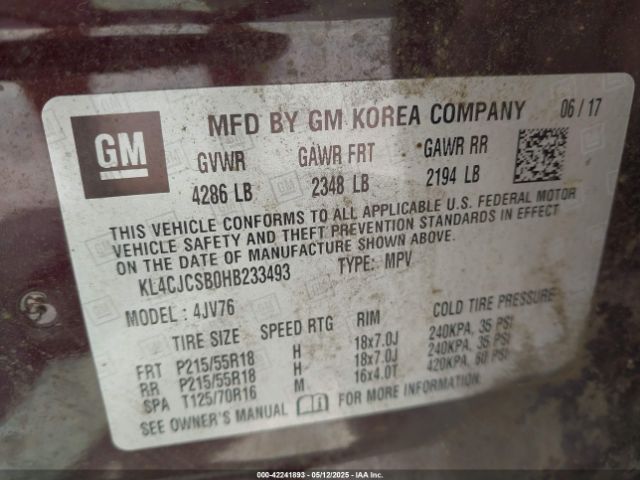 GM
MFD BY GM KOREA COMPANY 06/17
GVWR GAWR FRT GAWR RR
4286 LB 2348 LB 2194 LB
THIS VEHICLE CONFORMS TO ALL APPLICABLE U.S. FEDERAL MOTOR
VEHICLE SAFETY AND THEFT PREVENTION STANDARDS IN EFFECT
ON THE DATE OF MANUFACTURE SHOWN ABOVE.
KL4CJCSB0HB233493 TYPE: MPV
MODEL : 4JV76
TIRE SIZE SPEED RTG RIM COLD TIRE PRESSURE
FRT P215/55R18 H 18x7.0J 240KPA, 35 PSI
RR P215/55R18 H 18x7.0J 240KPA, 35 PSI
SPA T125/70R16 M 16x4.0T 420KPA, 60 PSI
SEE OWNER'S MANUAL FOR MORE INFORMATION
000-42241893 - 05/12/2025 - IAA Inc.